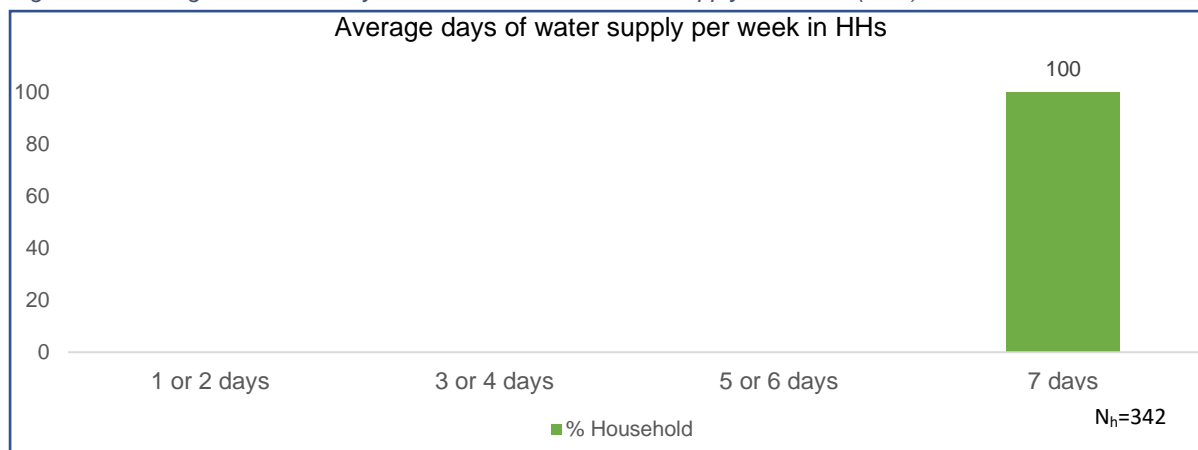 Average days of water supply per week in HHs
100
100
80
60
40
20
0
1 or 2 days
3 or 4 days
5 or 6 days
7 days
% Household
Nₕ=342